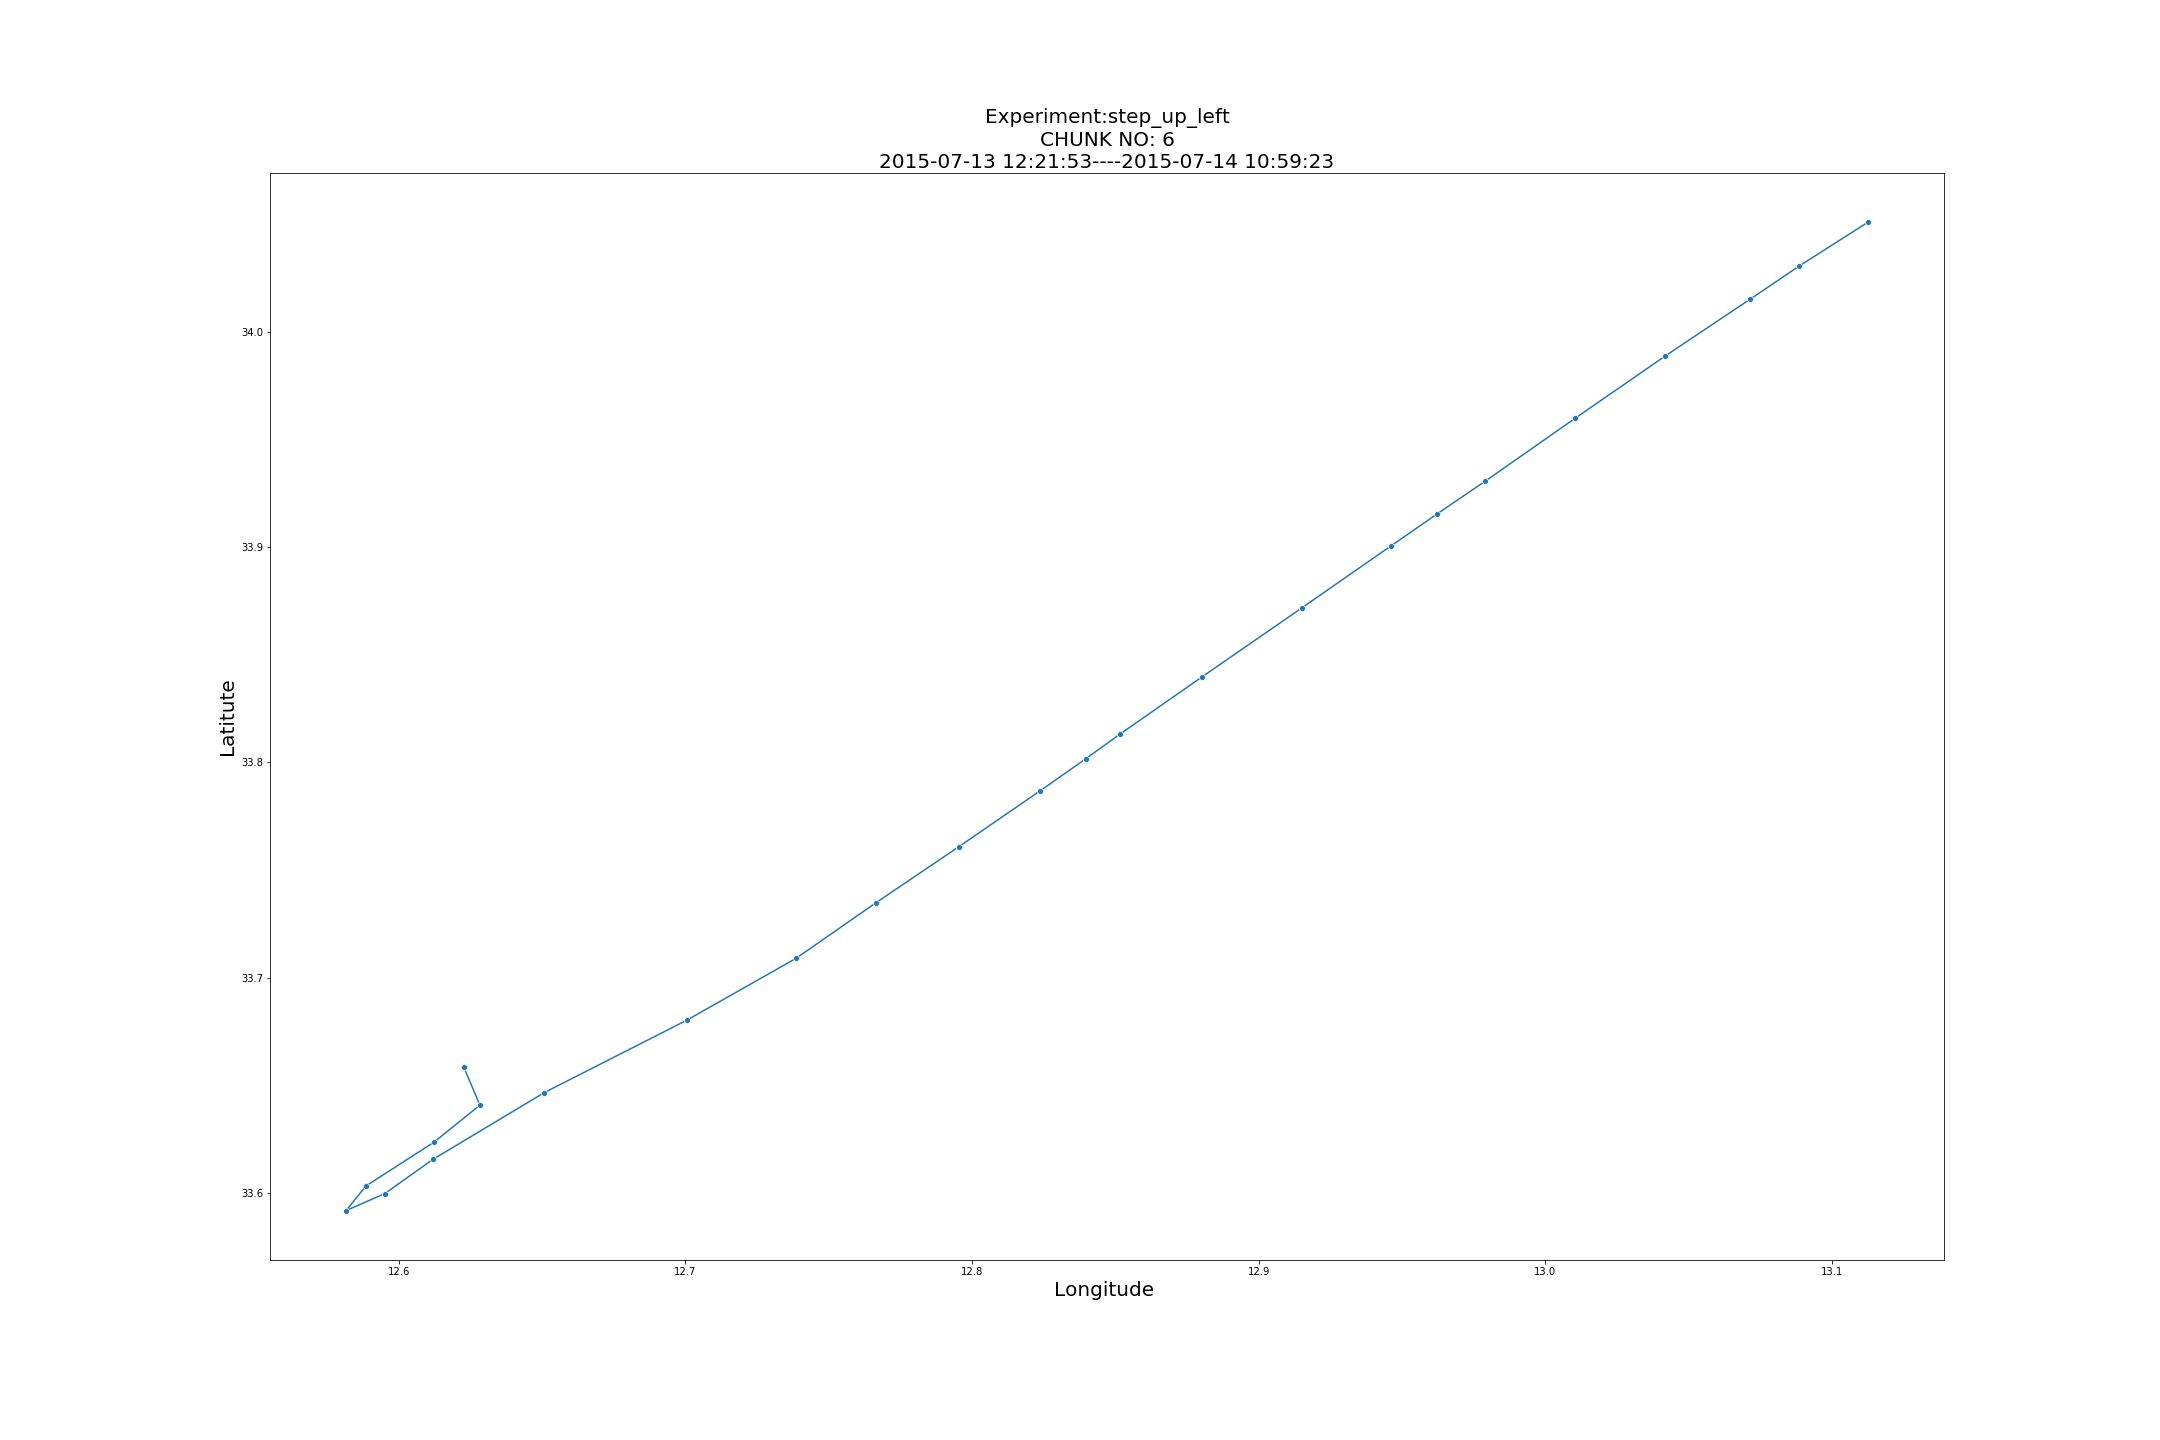 Experiment:step_up_left
CHUNK NO: 6
2015-07-13 12:21:53----2015-07-14 10:59:23
34.0
33.9
33.8
33.7
33.6
Latitute
12.6 12.7 12.8 12.9 13.0 13.1
Longitude